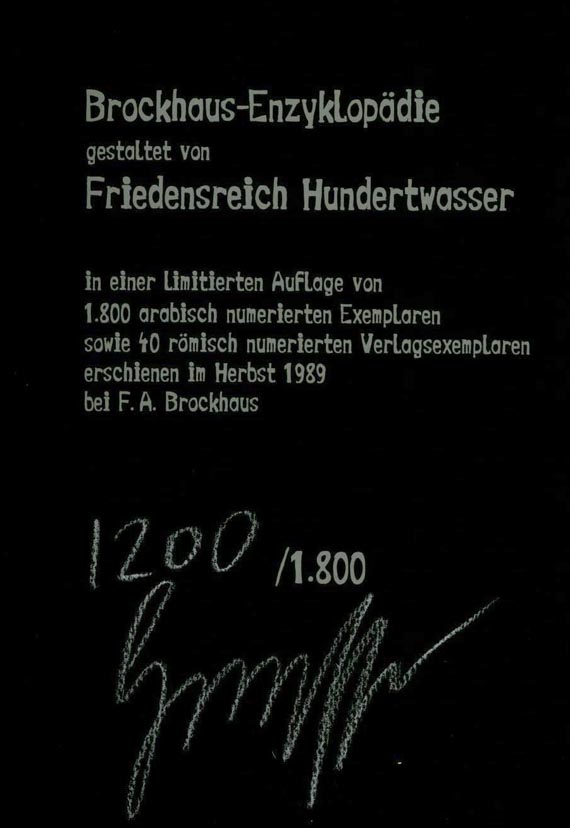 Brockhaus-Enzyklopädie
gestaltet von
Friedensreich Hundertwasser
in einer limitierten Auflage von
1.800 arabisch numerierten Exemplaren
sowie 40 römisch numerierten Verlagsexemplaren
erschienen im Herbst 1989
bei F. A. Brockhaus
1200 /1.800